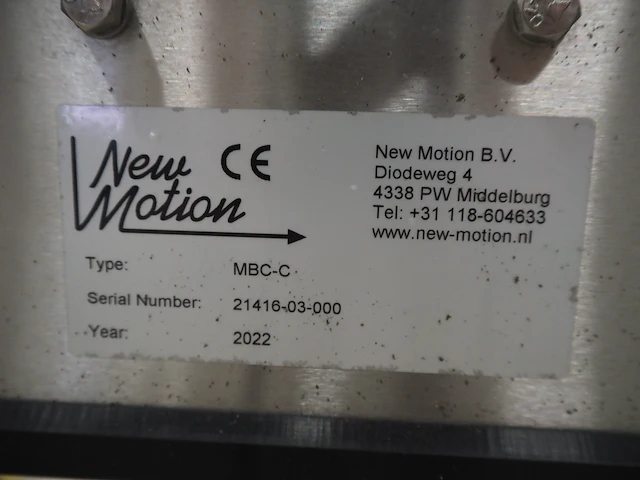 New Motion
CE
New Motion B.V.
Diodeweg 4
4338 PW Middelburg
Tel: +31 118-604633
www.new-motion.nl
Type: MBC-C
Serial Number: 21416-03-000
Year: 2022